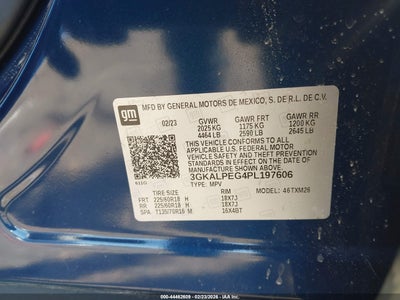 gm
MFD BY GENERAL MOTORS DE MEXICO, S. DE R.L. DE C.V.
02/23 GVWR GAWR FRT GAWR RR
2025 KG 1175 KG 1200 KG
4464 LB 2590 LB 2645 LB
THIS VEHICLE CONFORMS TO ALL
APPLICABLE U.S. FEDERAL MOTOR
VEHICLE SAFETY, BUMPER, AND THEFT
PREVENTION STANDARDS IN EFFECT ON
THE DATE OF MANUFACTURE SHOWN ABOVE.
3GKALPEG4PL197606
TYPE: MPV MODEL: 46TXM26
TIRE SIZE RIM
FRT 225/60R18 H 18X7J
RR 225/60R18 H 18X7J
SPA T135/70R16 M 16X4BT
000-44462609 - 02/23/2026 - IAA Inc.